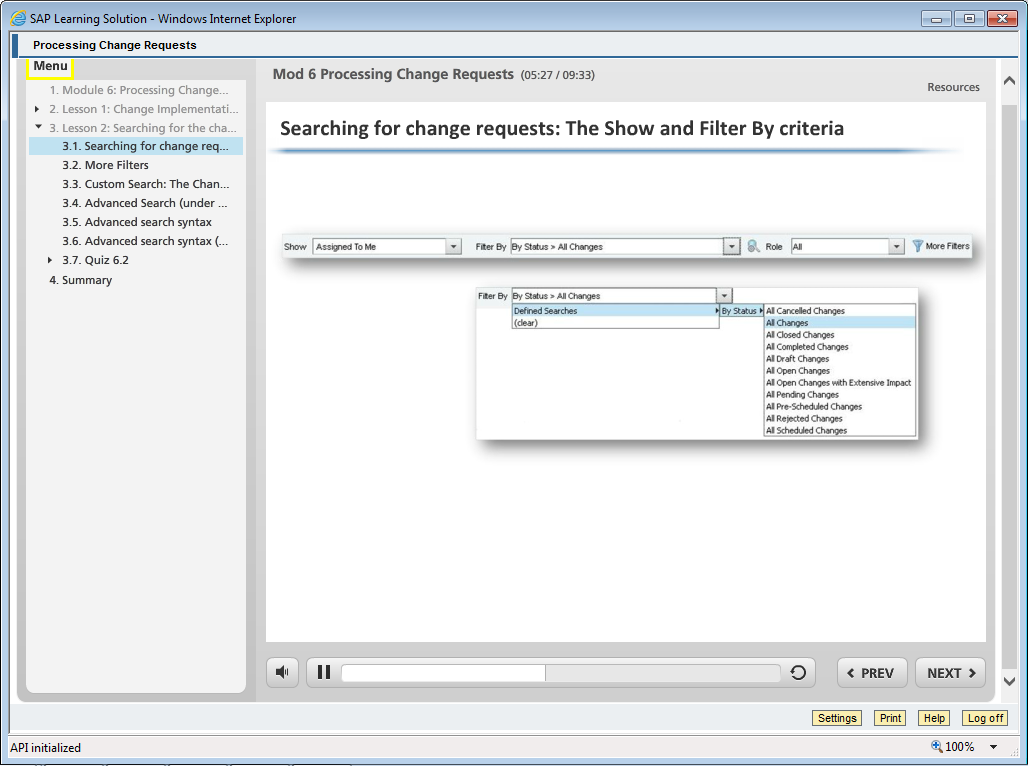 SAP Learning Solution - Windows Internet Explorer
Processing Change Requests
Menu
1. Module 6: Processing Change...
2. Lesson 1: Change Implementati...
3. Lesson 2: Searching for the cha...
3.1. Searching for change req...
3.2. More Filters
3.3. Custom Search: The Chan...
3.4. Advanced Search (under ...
3.5. Advanced search syntax
3.6. Advanced search syntax (...
3.7. Quiz 6.2
4. Summary
Mod 6 Processing Change Requests (05:27 / 09:33)
Resources
Searching for change requests: The Show and Filter By criteria
Show Assigned To Me Filter By By Status > All Changes Role All More Filters
Filter By By Status > All Changes
Defined Searches By Status All Cancelled Changes
(clear) All Changes
All Closed Changes
All Completed Changes
All Draft Changes
All Open Changes
All Open Changes with Extensive Impact
All Pending Changes
All Pre-Scheduled Changes
All Rejected Changes
All Scheduled Changes
PREV NEXT
Settings Print Help Log off
API initialized 100%